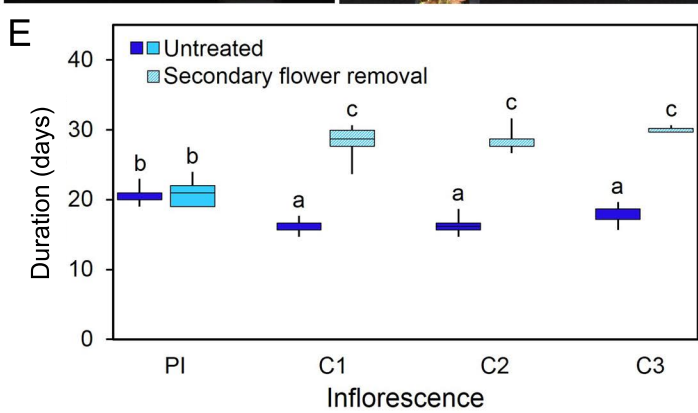 E
Untreated
Secondary flower removal
Duration (days)
40
30
20
10
0
b
b
a
c
a
c
a
c
PI
C1
C2
C3
Inflorescence